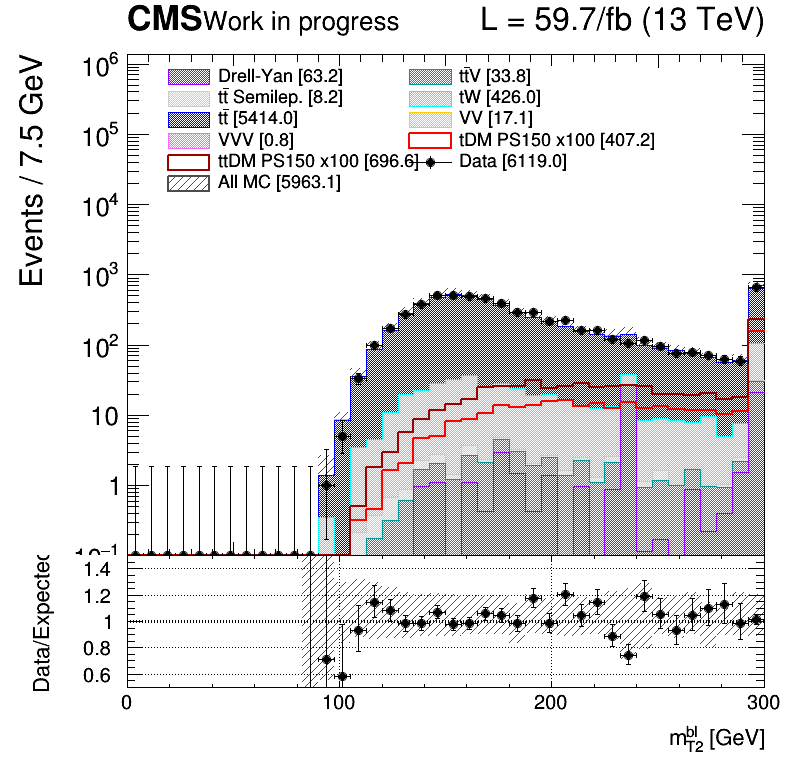 CMS Work in progress L = 59.7/fb (13 TeV)
Events / 7.5 GeV
10⁶
10⁵
10⁴
10³
10²
10
1
10⁻¹
Drell-Yan [63.2]
tt̄V [33.8]
tt̄ Semilep. [8.2]
tW [426.0]
tt̄ [5414.0]
VV [17.1]
VVV [0.8]
tDM PS150 x100 [407.2]
ttDM PS150 x100 [696.6]
Data [6119.0]
All MC [5963.1]
Data/Expected
1.4
1.2
1
0.8
0.6
0 100 200 300
m_{T2}^{bl} [GeV]